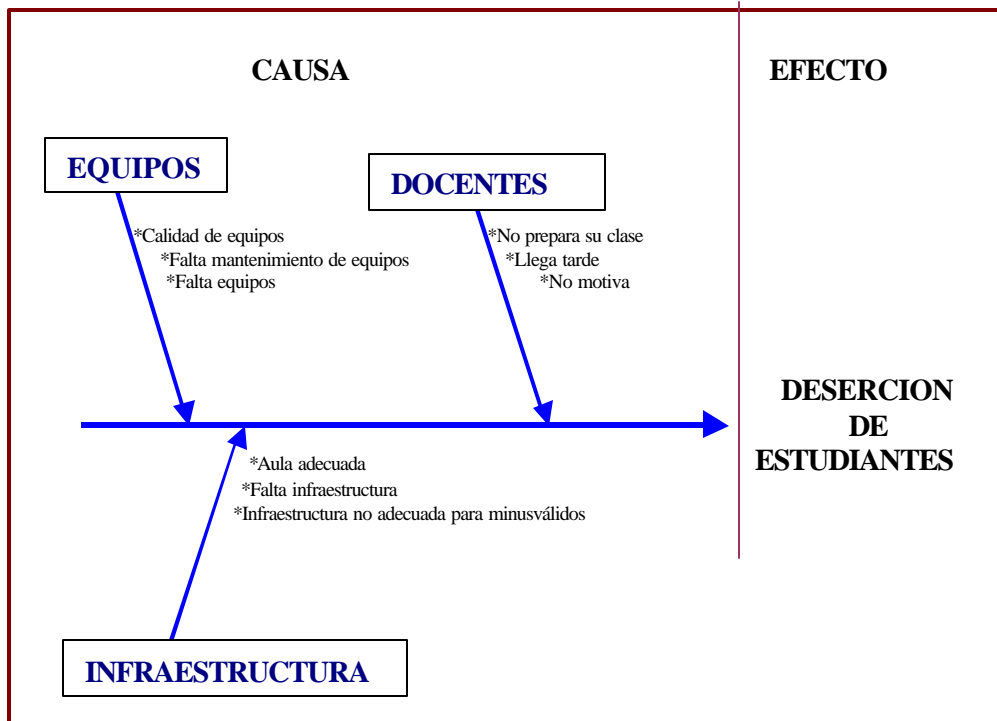 CAUSA
EFECTO
EQUIPOS
DOCENTES
*Calidad de equipos
*Falta mantenimiento de equipos
*Falta equipos
*No prepara su clase
*Llega tarde
*No motiva
DESERCION
DE
ESTUDIANTES
*Aula adecuada
*Falta infraestructura
*Infraestructura no adecuada para minusválidos
INFRAESTRUCTURA